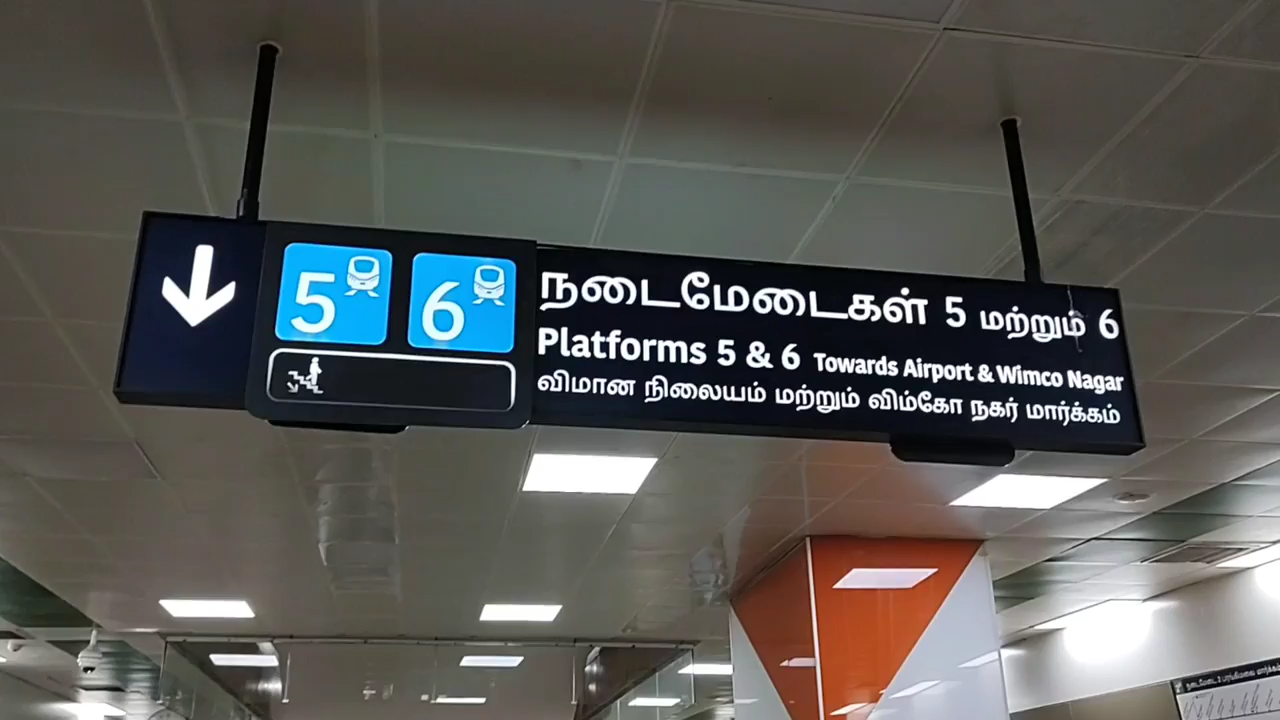 5 6
நடைமேடைகள் 5 மற்றும் 6
Platforms 5 & 6 Towards Airport & Wimco Nagar
விமான நிலையம் மற்றும் விம்கோ நகர் மார்க்கம்